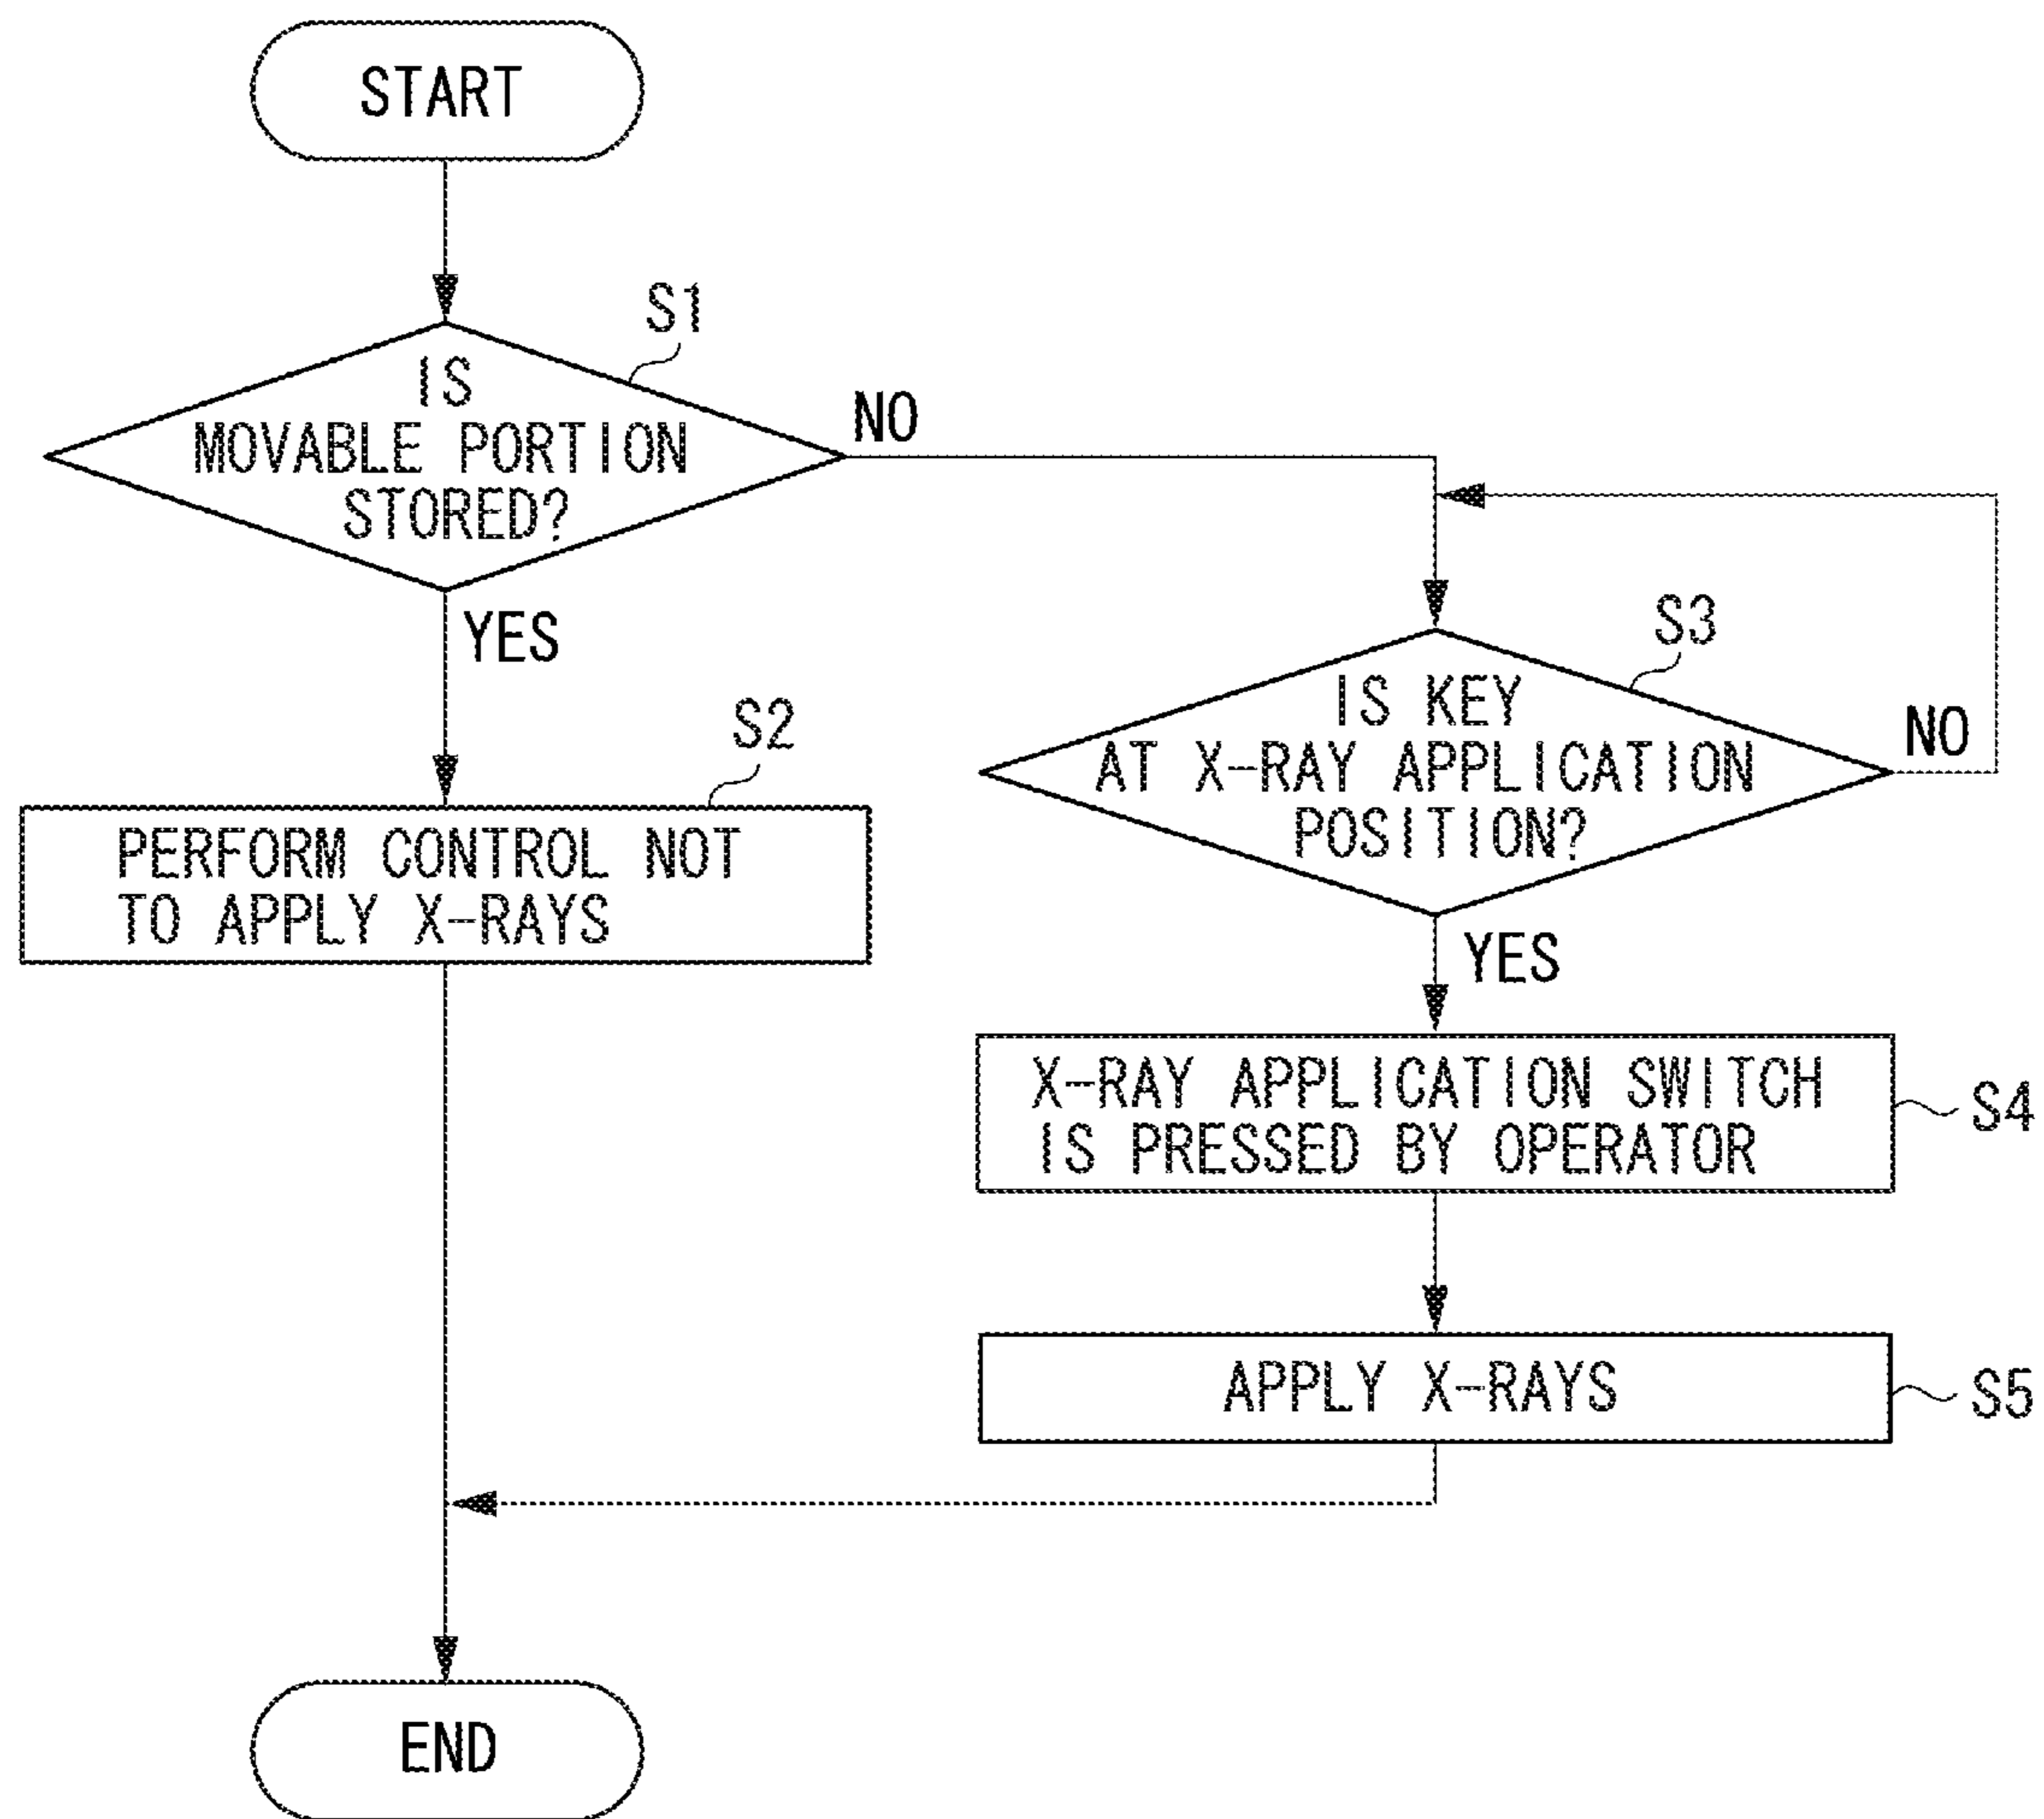 START
S1
IS
MOVABLE PORTION
STORED?
NO
YES
S2
PERFORM CONTROL NOT
TO APPLY X-RAYS
S3
IS KEY
AT X-RAY APPLICATION
POSITION?
NO
YES
X-RAY APPLICATION SWITCH
IS PRESSED BY OPERATOR
S4
APPLY X-RAYS
S5
END